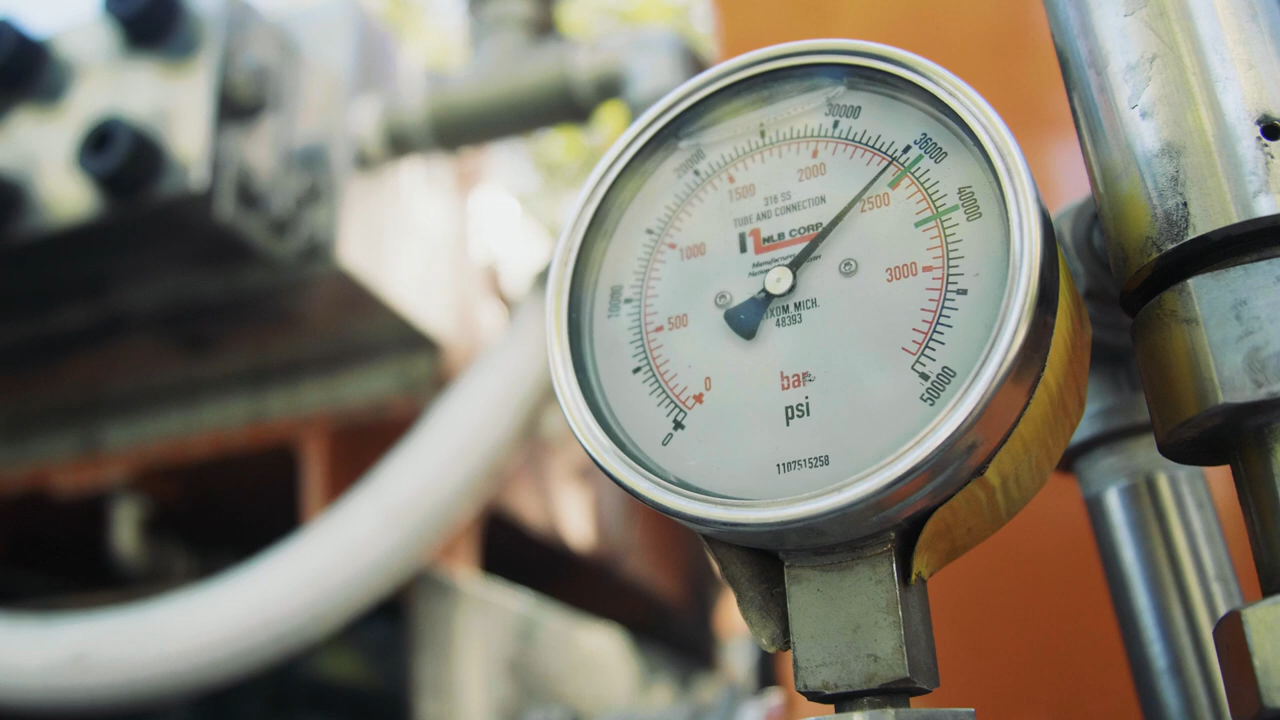 30000
36000
20000
40000
10000
50000
0
2000
1500
2500
1000
3000
500
0
316 SS
TUBE AND CONNECTION
NLB CORP.
IXOM, MICH.
48393
bar
psi
1107515258